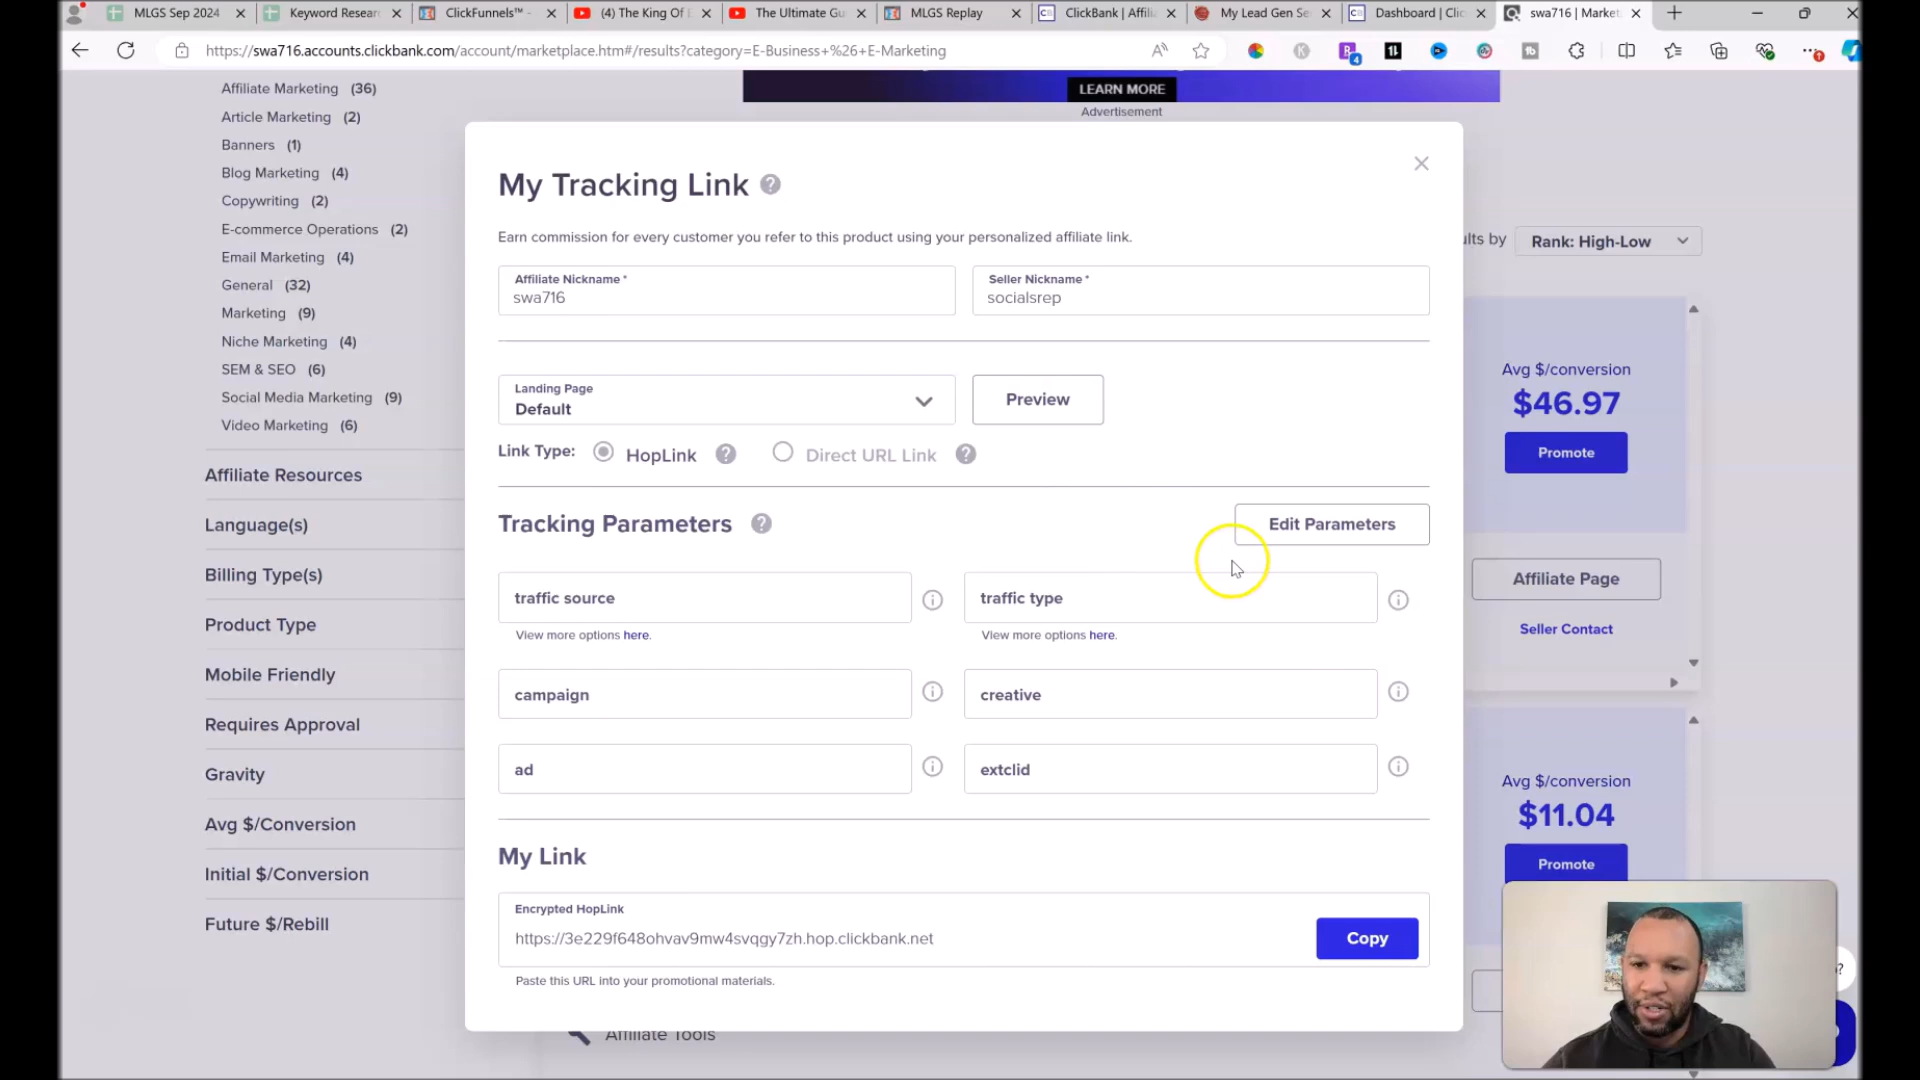 MLGS Sep 2024
Keyword Resear
ClickFunnels™ -
(4) The King Of E
The Ultimate Gu
MLGS Replay
ClickBank | Affilia
My Lead Gen Se
Dashboard | Clic
swa716 | Market
https://swa716.accounts.clickbank.com/account/marketplace.htm#/results?category=E-Business+%26+E-Marketing
LEARN MORE
Advertisement
Affiliate Marketing (36)
Article Marketing (2)
Banners (1)
Blog Marketing (4)
Copywriting (2)
E-commerce Operations (2)
Email Marketing (4)
General (32)
Marketing (9)
Niche Marketing (4)
SEM & SEO (6)
Social Media Marketing (9)
Video Marketing (6)
Affiliate Resources
Language(s)
Billing Type(s)
Product Type
Mobile Friendly
Requires Approval
Gravity
Avg $/Conversion
Initial $/Conversion
Future $/Rebill
My Tracking Link ?
Earn commission for every customer you refer to this product using your personalized affiliate link.
Affiliate Nickname *
swa716
Seller Nickname *
socialsrep
Landing Page
Default
Preview
Link Type: HopLink ? Direct URL Link ?
Tracking Parameters ?
Edit Parameters
traffic source
View more options here.
traffic type
View more options here.
campaign
creative
ad
extclid
My Link
Encrypted HopLink
https://3e229f648ohvav9mw4svqgy7zh.hop.clickbank.net
Copy
Paste this URL into your promotional materials.
Affiliate Tools
ults by
Rank: High-Low
Avg $/conversion
$46.97
Promote
Affiliate Page
Seller Contact
Avg $/conversion
$11.04
Promote
?